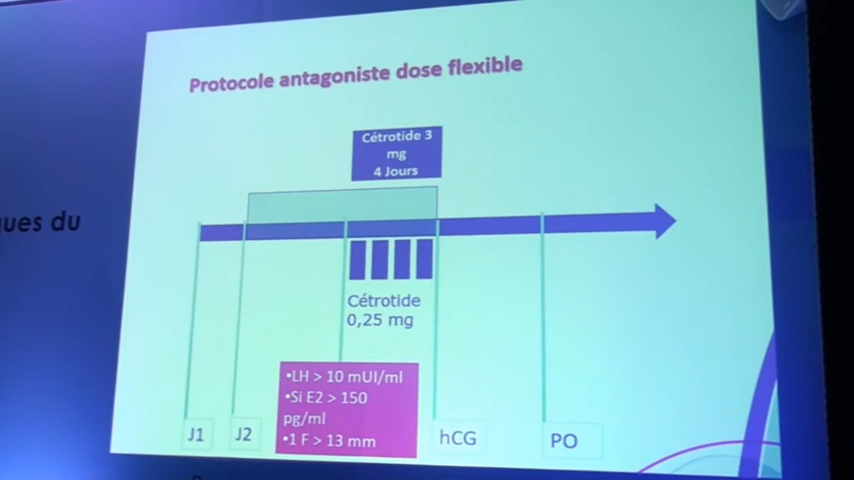 Protocole antagoniste dose flexible
Cétrotide 3
mg
4 Jours
ues du
Cétrotide
0,25 mg
•LH > 10 mUI/ml
•Si E2 > 150
pg/ml
•1 F > 13 mm
J1
J2
hCG
PO